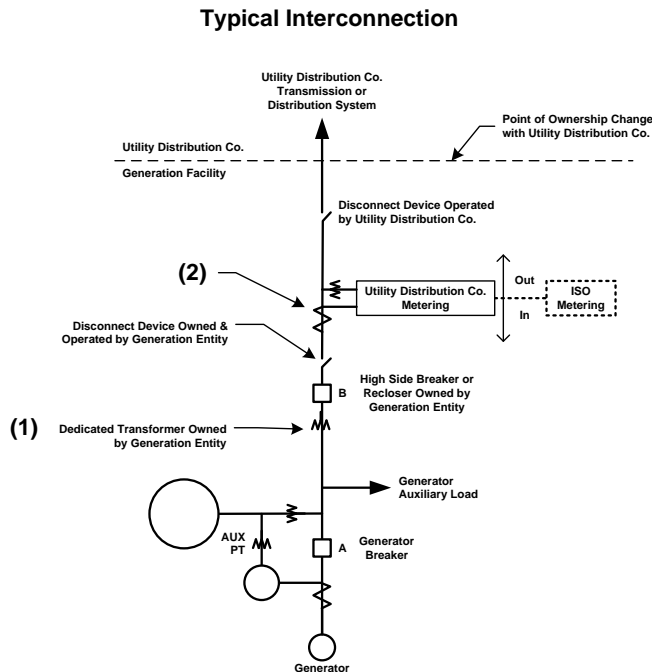 Typical Interconnection
Utility Distribution Co.
Transmission or
Distribution System
Point of Ownership Change
with Utility Distribution Co.
Utility Distribution Co.
Generation Facility
Disconnect Device Operated
by Utility Distribution Co.
(2)
Utility Distribution Co.
Metering
Out
In
ISO
Metering
Disconnect Device Owned &
Operated by Generation Entity
B
High Side Breaker or
Recloser Owned by
Generation Entity
(1)
Dedicated Transformer Owned
by Generation Entity
Generator
Auxiliary Load
AUX
PT
A
Generator
Breaker
Generator